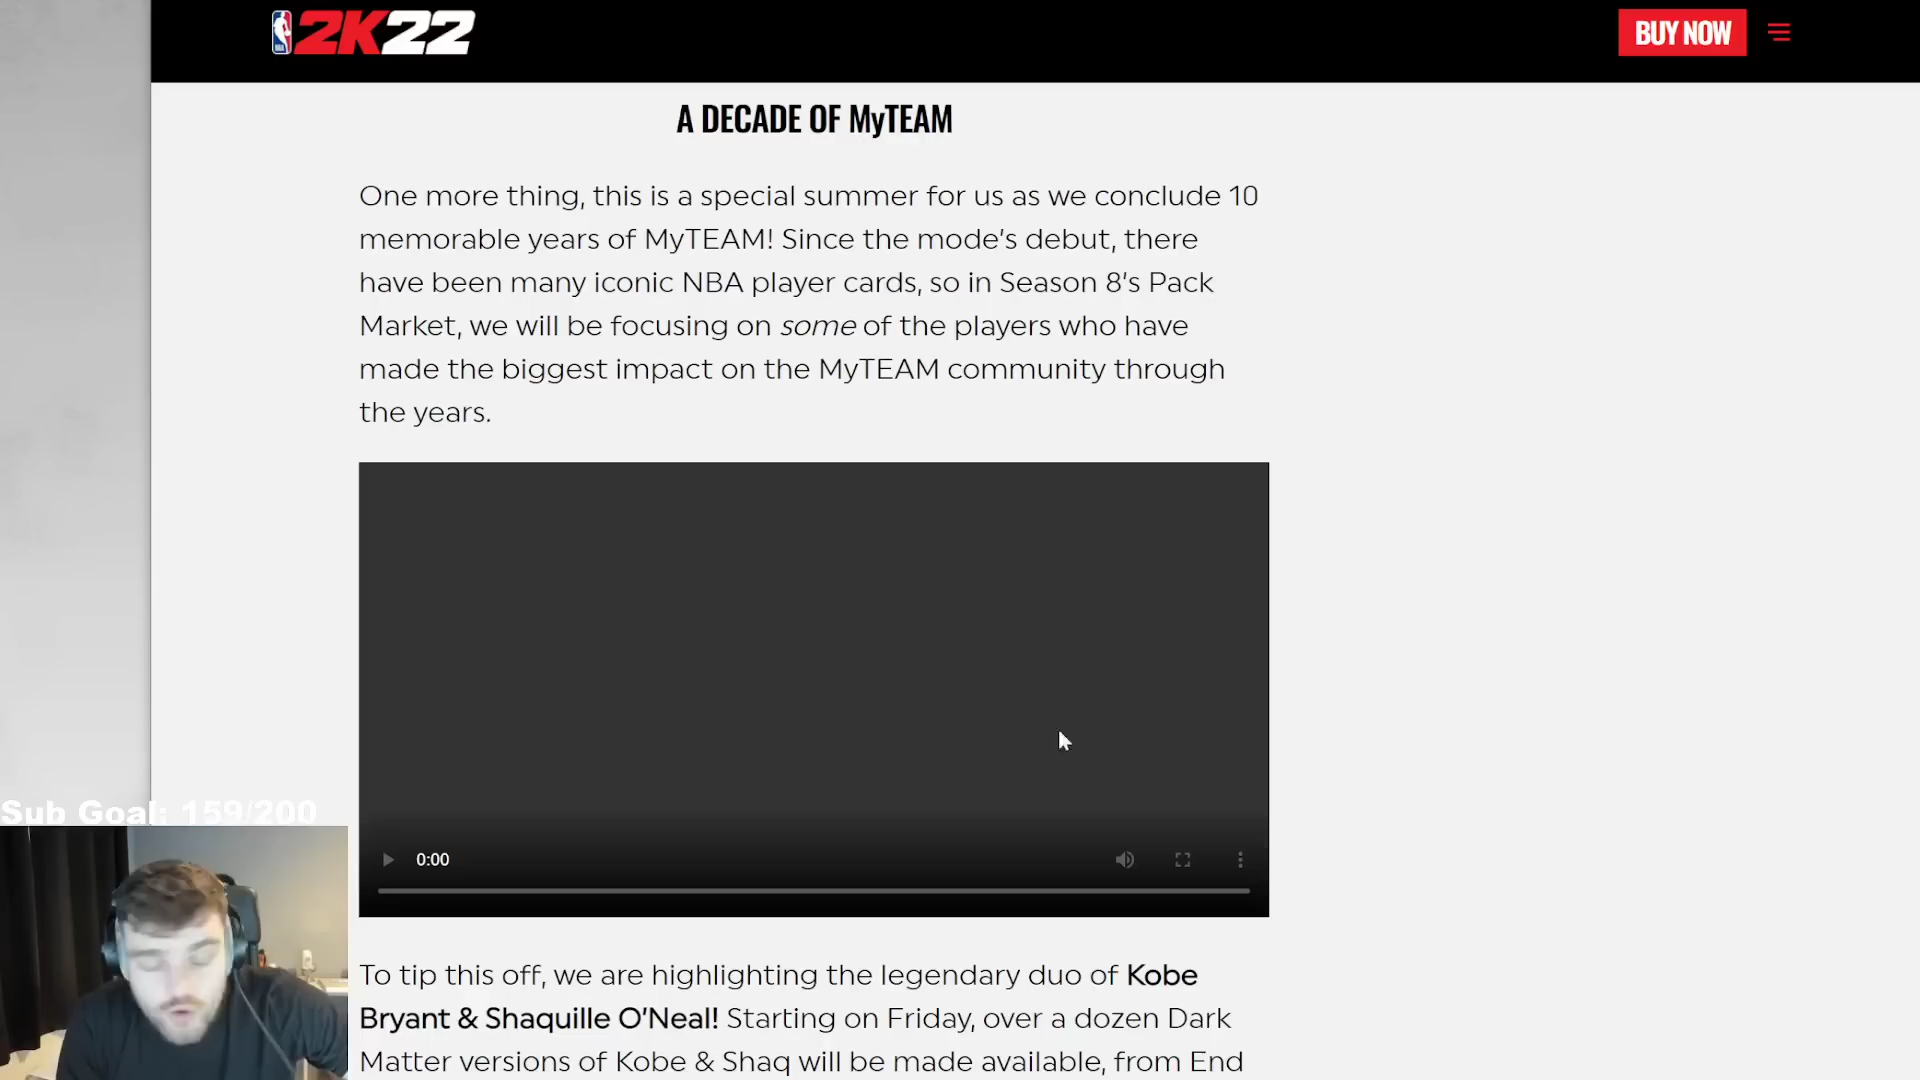 NBA 2K22
BUY NOW
A DECADE OF MyTEAM
One more thing, this is a special summer for us as we conclude 10
memorable years of MyTEAM! Since the mode's debut, there
have been many iconic NBA player cards, so in Season 8's Pack
Market, we will be focusing on some of the players who have
made the biggest impact on the MyTEAM community through
the years.
0:00
Sub Goal: 159/200
To tip this off, we are highlighting the legendary duo of Kobe
Bryant & Shaquille O'Neal! Starting on Friday, over a dozen Dark
Matter versions of Kobe & Shaq will be made available, from End